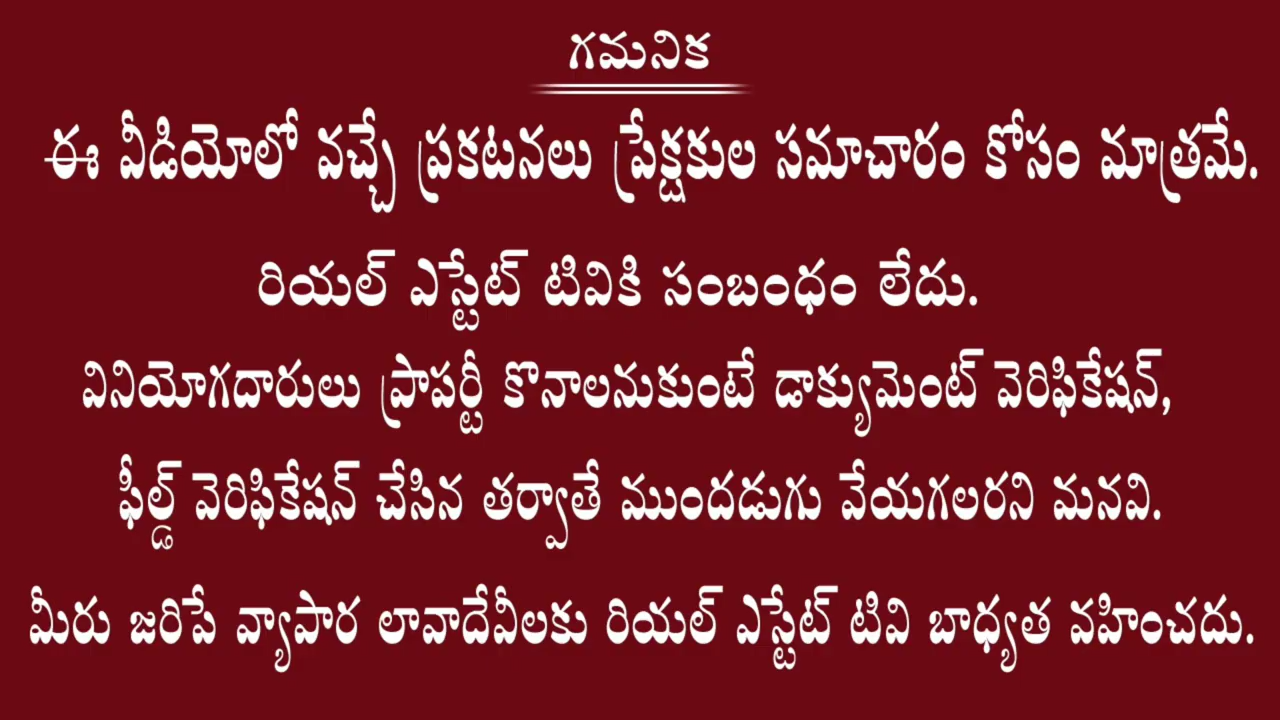 గమనిక
ఈ వీడియోలో వచ్చే ప్రకటనలు ప్రేక్షకుల సమాచారం కోసం మాత్రమే.
రియల్ ఎస్టేట్ టివికి సంబంధం లేదు.
వినియోగదారులు ప్రాపర్టీ కొనాలనుకుంటే డాక్యుమెంట్ వెరిఫికేషన్,
ఫీల్డ్ వెరిఫికేషన్ చేసిన తర్వాతే ముందడుగు వేయగలరని మనవి.
మీరు జరిపే వ్యాపార లావాదేవీలకు రియల్ ఎస్టేట్ టివి బాధ్యత వహించదు.